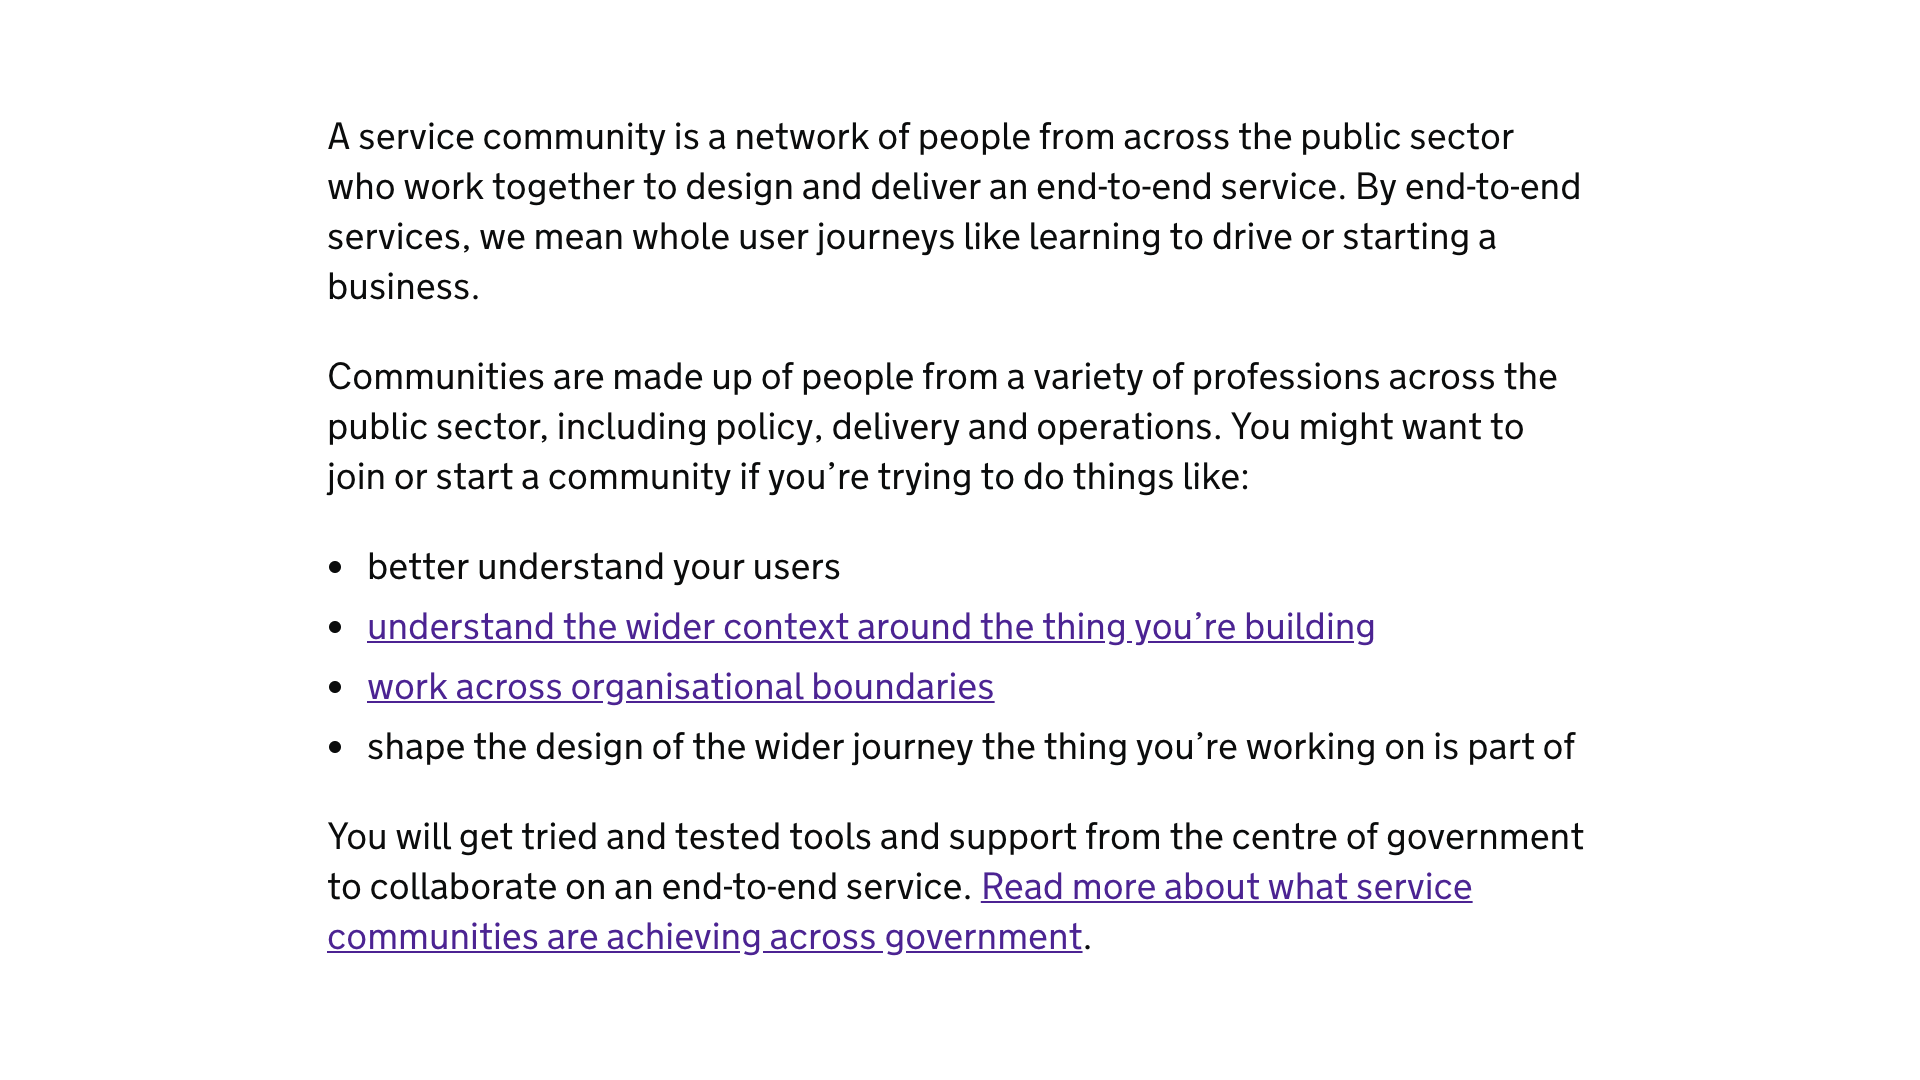 A service community is a network of people from across the public sector
who work together to design and deliver an end-to-end service. By end-to-end
services, we mean whole user journeys like learning to drive or starting a
business.
Communities are made up of people from a variety of professions across the
public sector, including policy, delivery and operations. You might want to
join or start a community if you’re trying to do things like:
• better understand your users
• understand the wider context around the thing you’re building
• work across organisational boundaries
• shape the design of the wider journey the thing you’re working on is part of
You will get tried and tested tools and support from the centre of government
to collaborate on an end-to-end service. Read more about what service
communities are achieving across government.